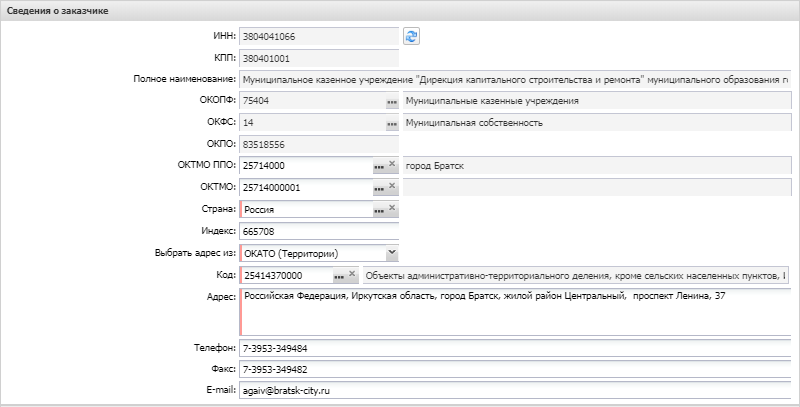 Сведения о заказчике
ИНН: 3804041066
КПП: 380401001
Полное наименование: Муниципальное казенное учреждение "Дирекция капитального строительства и ремонта" муниципального образования г
ОКОПФ: 75404 ... Муниципальные казенные учреждения
ОКФС: 14 ... Муниципальная собственность
ОКПО: 83518556
ОКТМО ППО: 25714000 ... × город Братск
ОКТМО: 25714000001 ... ×
Страна: Россия ... ×
Индекс: 665708
Выбрать адрес из: ОКАТО (Территории)
Код: 25414370000 ... × Объекты административно-территориального деления, кроме сельских населенных пунктов,
Адрес: Российская Федерация, Иркутская область, город Братск, жилой район Центральный, проспект Ленина, 37
Телефон: 7-3953-349484
Факс: 7-3953-349482
E-mail: agaiv@bratsk-city.ru